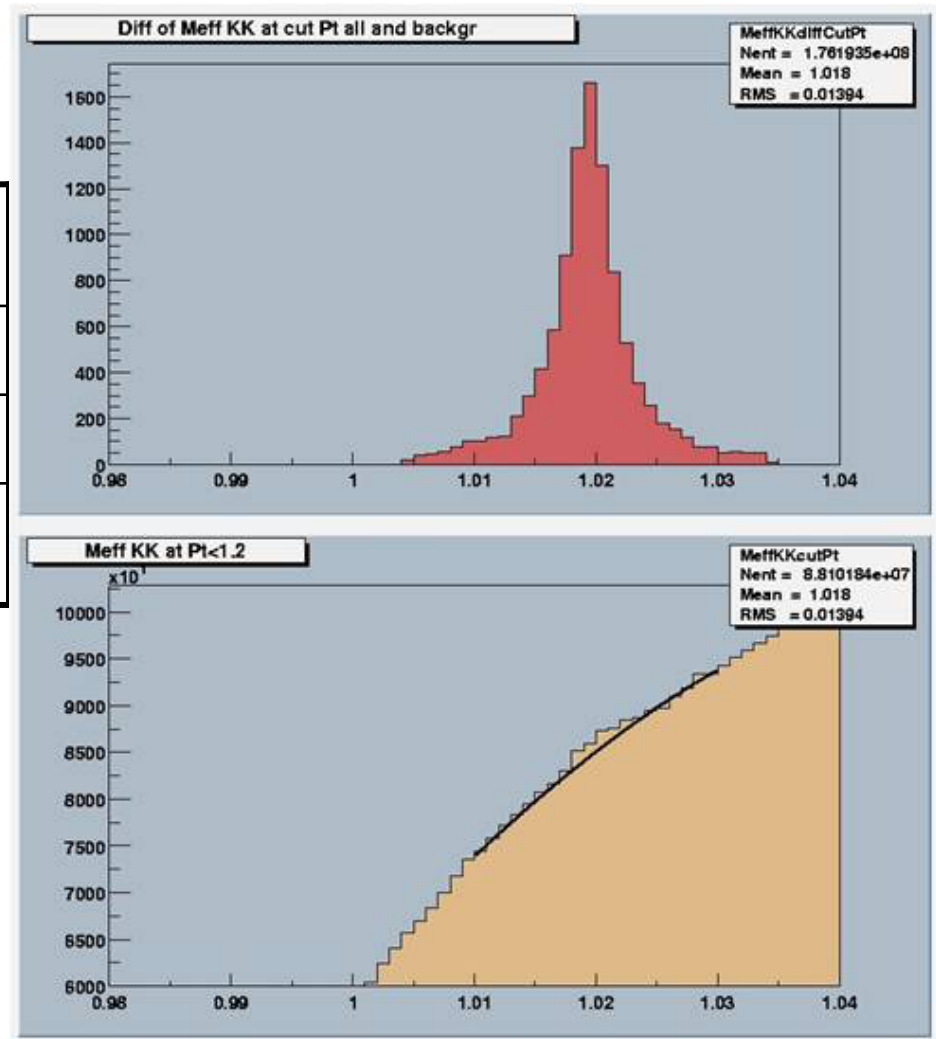 Diff of Meff KK at cut Pt all and backgr
MeffKKdiffCutPt
Nent = 1.761935e+08
Mean = 1.018
RMS = 0.01394
1600
1400
1200
1000
800
600
400
200
0
0.98 0.99 1 1.01 1.02 1.03 1.04
Meff KK at Pt<1.2
MeffKKcutPt
Nent = 8.810184e+07
Mean = 1.018
RMS = 0.01394
10000
9500
9000
8500
8000
7500
7000
6500
6000
0.98 0.99 1 1.01 1.02 1.03 1.04